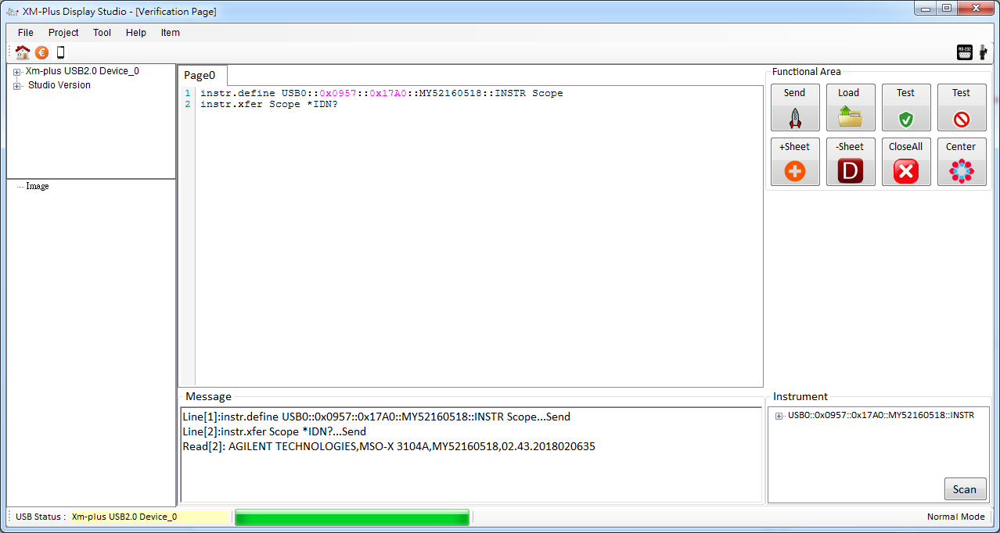 XM-Plus Display Studio - [Verification Page]
File Project Tool Help Item
RS-232
Xm-plus USB2.0 Device_0
Studio Version
Image
Page0
1 instr.define USB0::0x0957::0x17A0::MY52160518::INSTR Scope
2 instr.xfer Scope *IDN?
Functional Area
Send Load Test Test
+Sheet -Sheet CloseAll Center
D
Message
Line[1]:instr.define USB0::0x0957::0x17A0::MY52160518::INSTR Scope...Send
Line[2]:instr.xfer Scope *IDN?...Send
Read[2]: AGILENT TECHNOLOGIES,MSO-X 3104A,MY52160518,02.43.2018020635
Instrument
USB0::0x0957::0x17A0::MY52160518::INSTR
Scan
USB Status : Xm-plus USB2.0 Device_0
Normal Mode